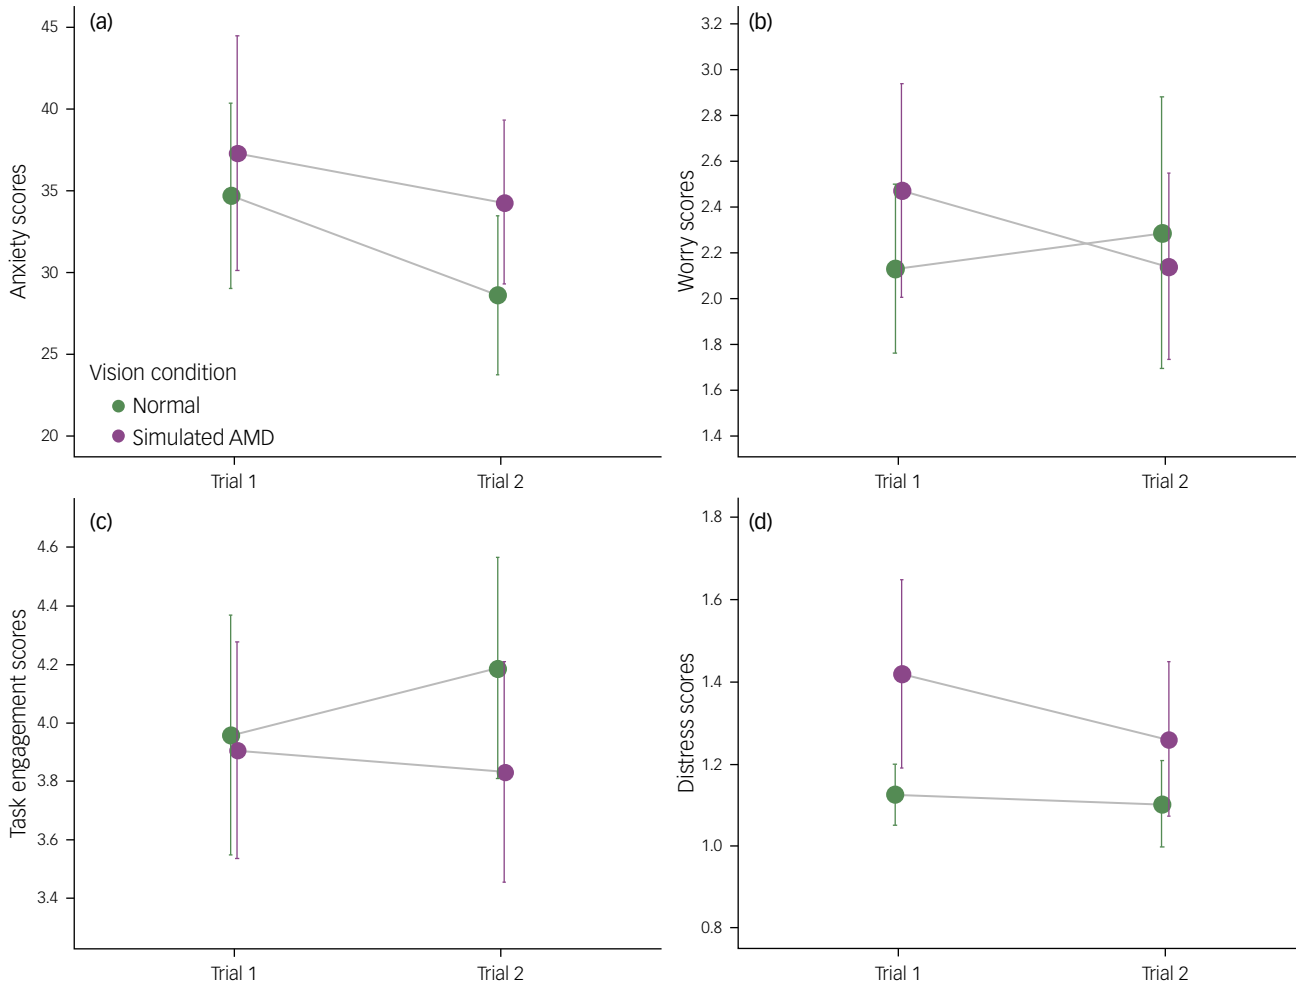 (a)
45
40
35
30
25
20
Anxiety scores
Vision condition
Normal
Simulated AMD
Trial 1
Trial 2
(b)
3.2
3.0
2.8
2.6
2.4
2.2
2.0
1.8
1.6
1.4
Worry scores
Trial 1
Trial 2
(c)
4.6
4.4
4.2
4.0
3.8
3.6
3.4
Task engagement scores
Trial 1
Trial 2
(d)
1.8
1.6
1.4
1.2
1.0
0.8
Distress scores
Trial 1
Trial 2